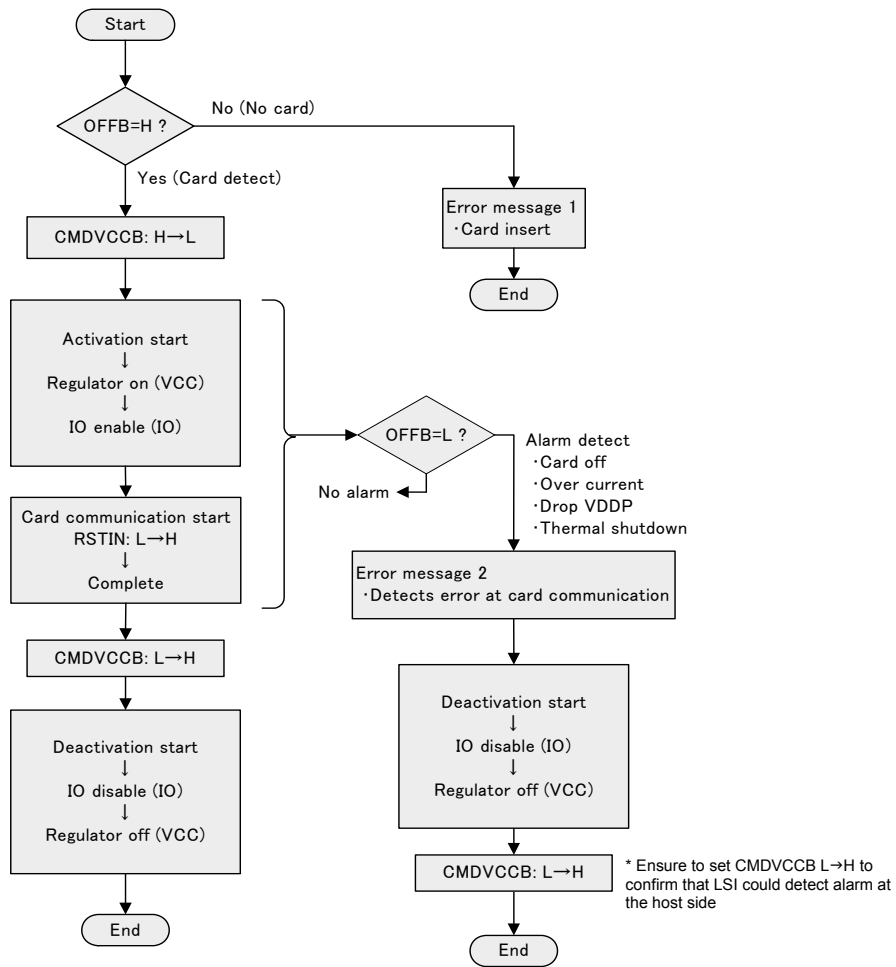 Start
OFFB=H ?
No (No card)
Yes (Card detect)
Error message 1
・Card insert
End
CMDVCCB: H→L
Activation start
↓
Regulator on (VCC)
↓
IO enable (IO)
Card communication start
RSTIN: L→H
↓
Complete
CMDVCCB: L→H
Deactivation start
↓
IO disable (IO)
↓
Regulator off (VCC)
End
OFFB=L ?
No alarm
Alarm detect
・Card off
・Over current
・Drop VDDP
・Thermal shutdown
Error message 2
・Detects error at card communication
Deactivation start
↓
IO disable (IO)
↓
Regulator off (VCC)
CMDVCCB: L→H
* Ensure to set CMDVCCB L→H to
confirm that LSI could detect alarm at
the host side
End